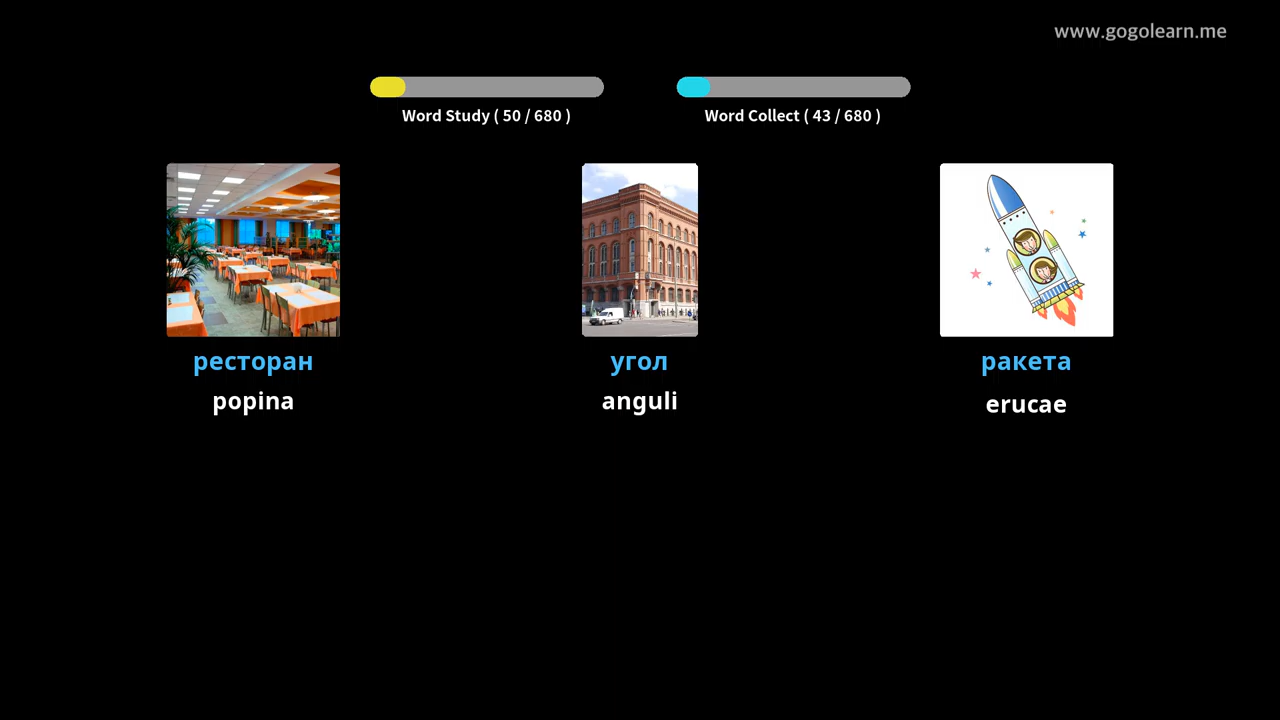 www.gogolearn.me
Word Study ( 50 / 680 )
Word Collect ( 43 / 680 )
ресторан
popina
угол
anguli
ракета
erucae